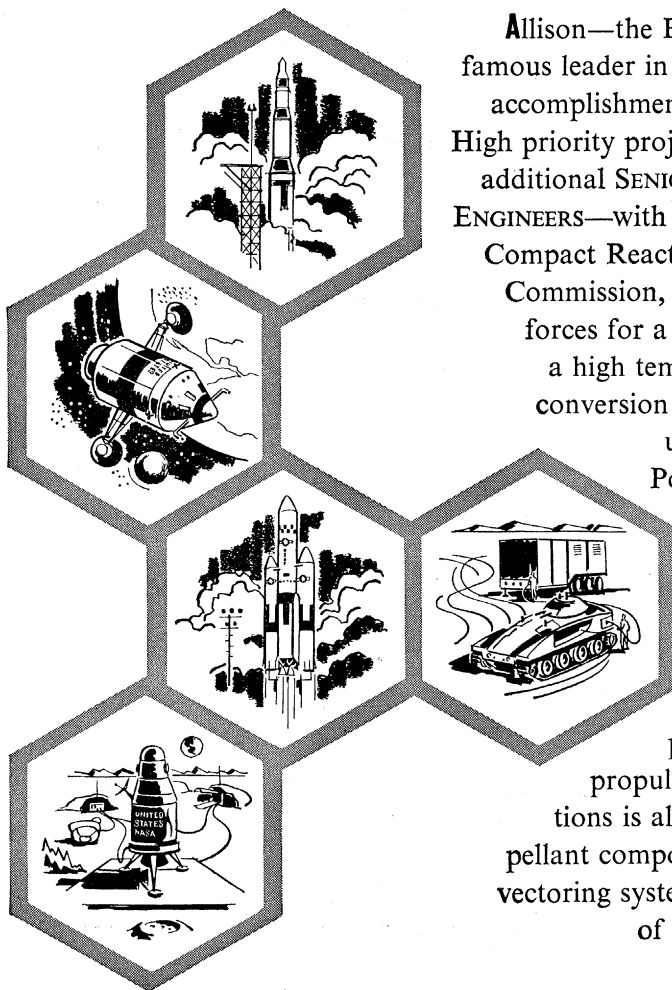 Allison—the
famous leader in
accomplishmen
High priority proj
additional SENIO
ENGINEERS—with
Compact React
Commission,
forces for a
a high tem
conversion
u
Po
propul
tions is al
pellant compo
vectoring syste
of
UNITED
STATES
NASA